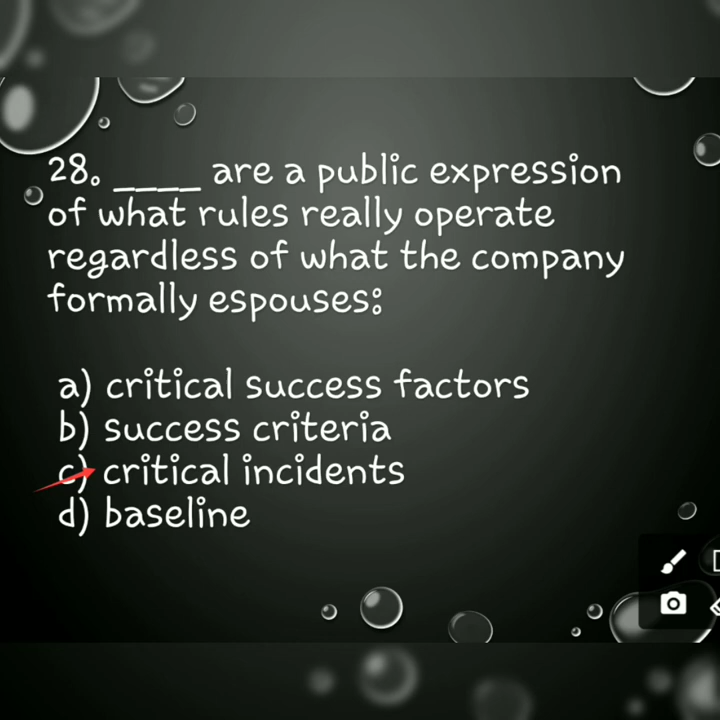 28. ____ are a public expression
of what rules really operate
regardless of what the company
formally espouses:
a) critical success factors
b) success criteria
c) critical incidents
d) baseline